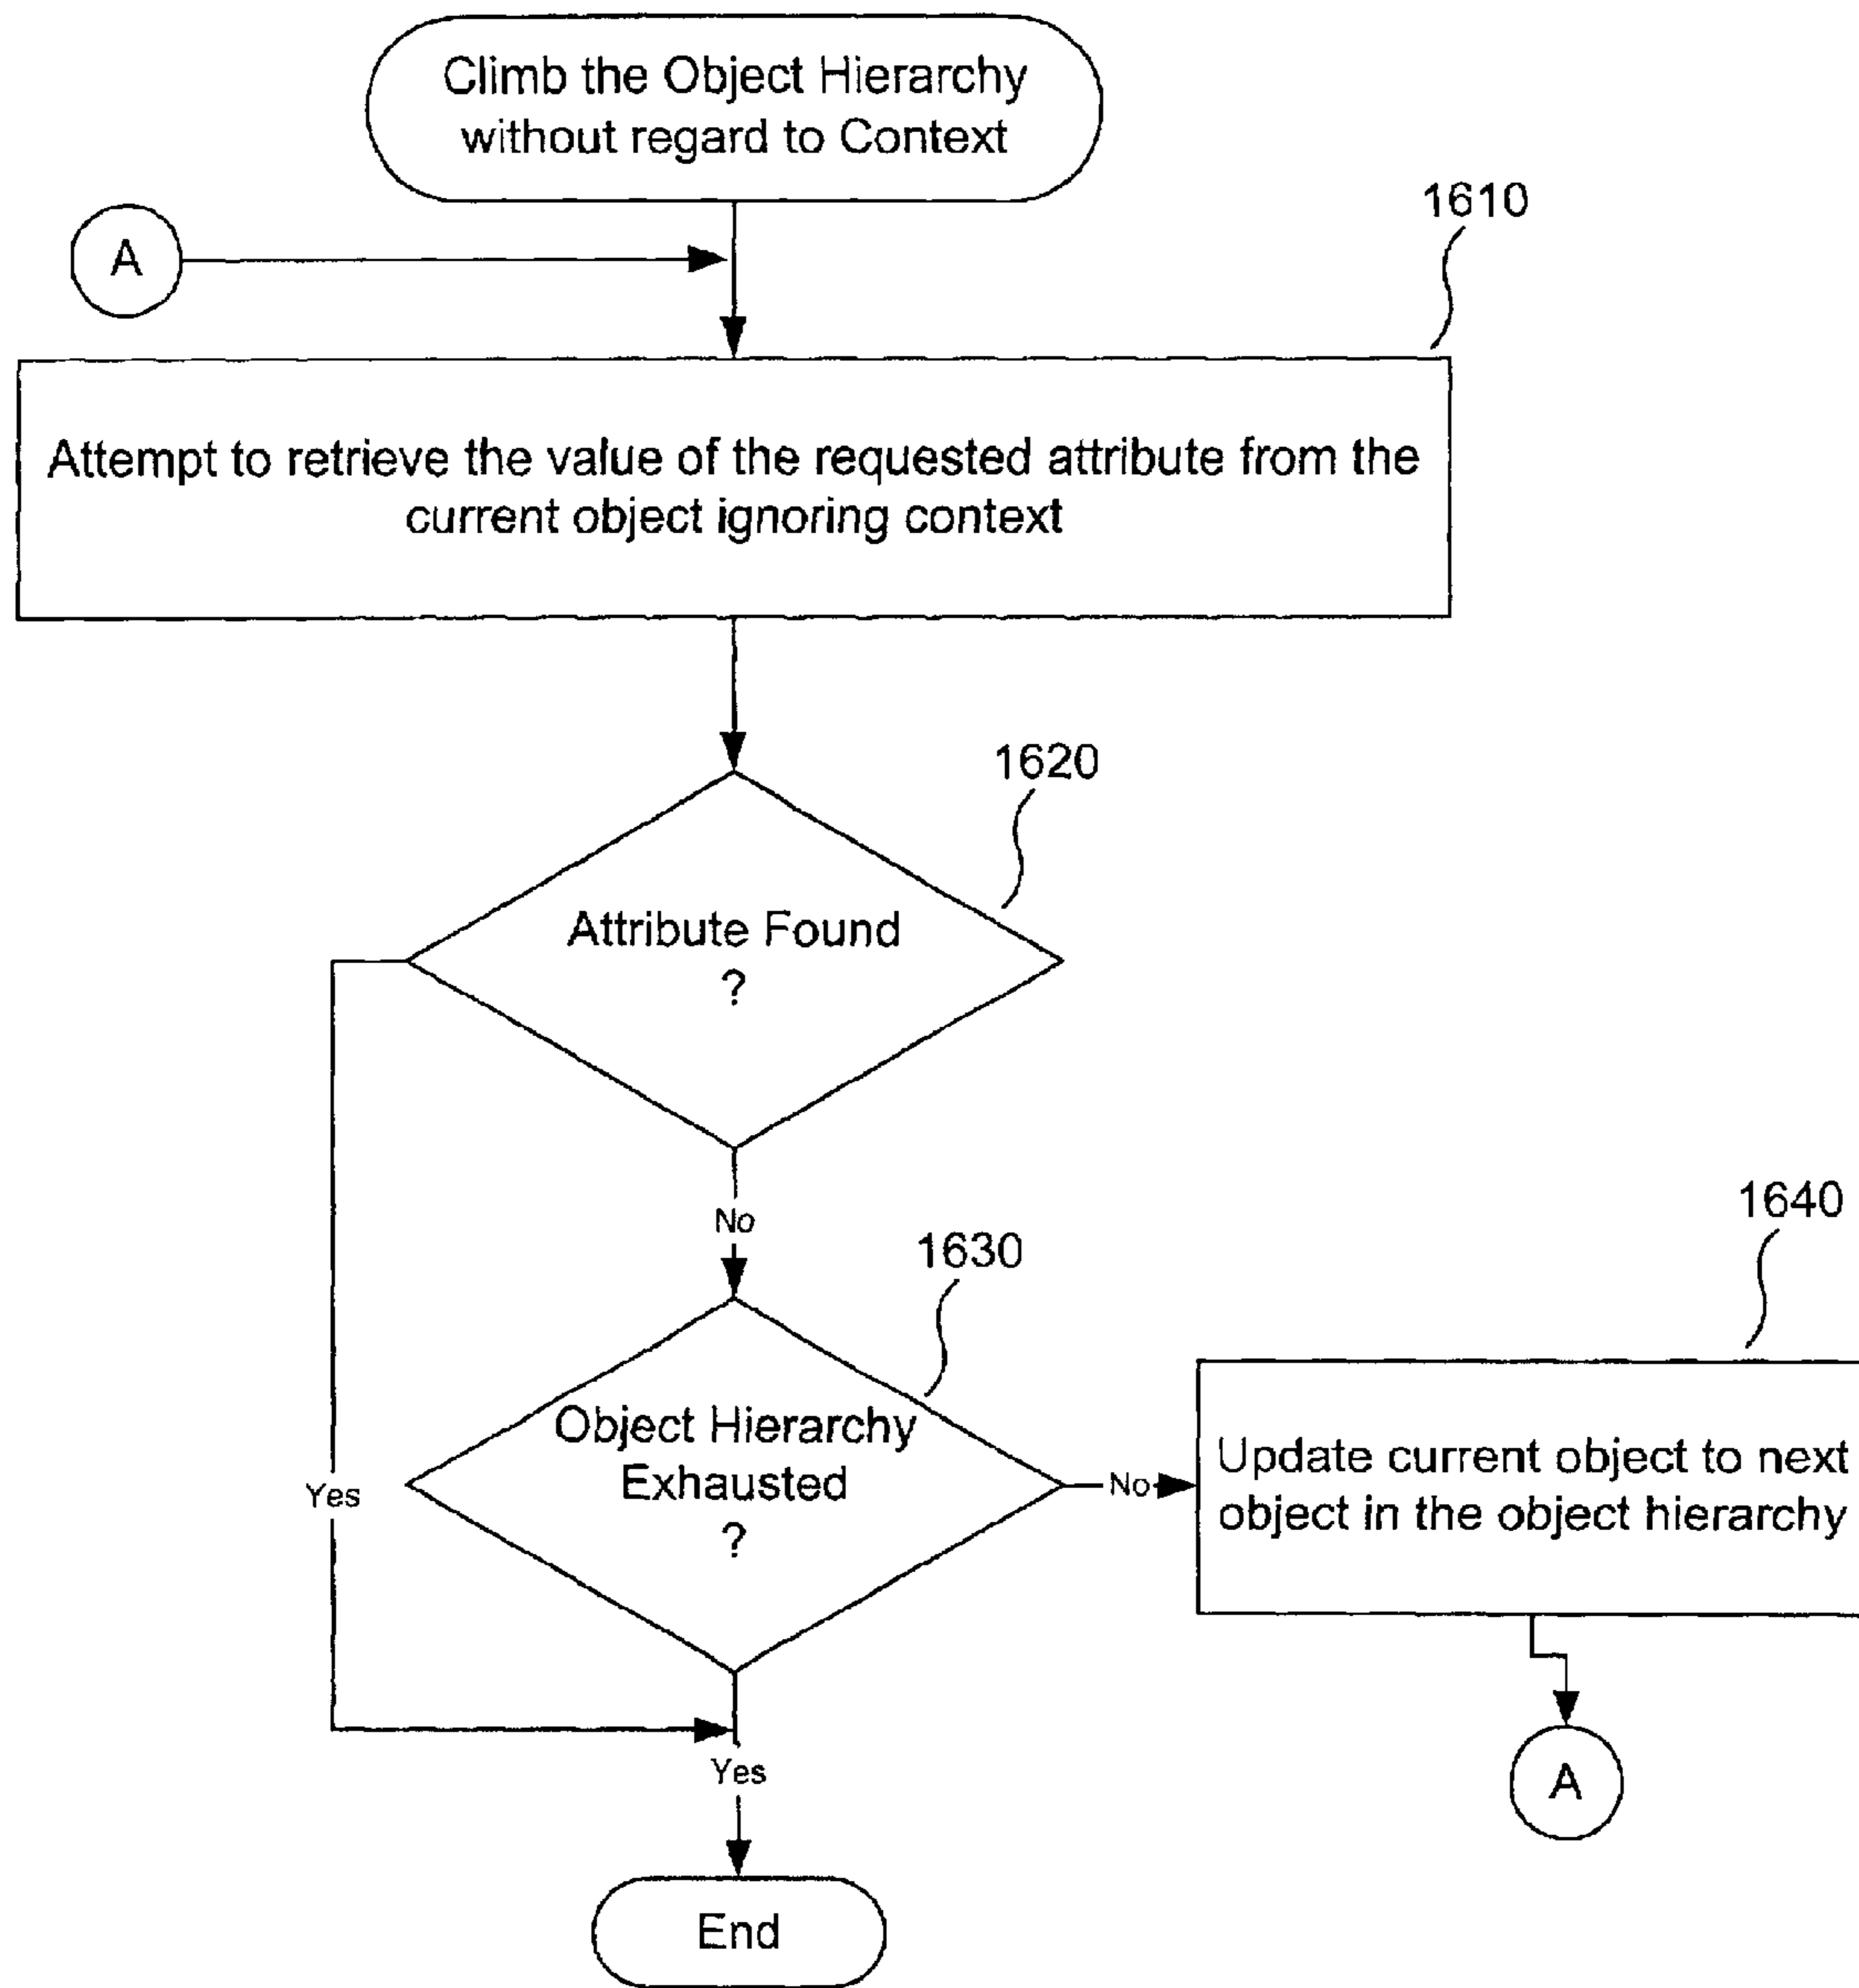 Climb the Object Hierarchy
without regard to Context
A
1610
Attempt to retrieve the value of the requested attribute from the
current object ignoring context
1620
Attribute Found
?
No
1630
1640
Object Hierarchy
Exhausted
?
Yes
No
Update current object to next
object in the object hierarchy
Yes
A
End